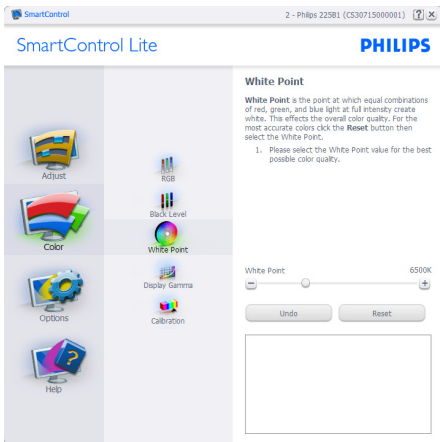 SmartControl
2 - Philips 225B1 (CS30715000001)
SmartControl Lite
PHILIPS
Adjust
Color
Options
Help
RGB
Black Level
White Point
Display Gamma
Calibration
White Point
White Point is the point at which equal combinations
of red, green, and blue light at full intensity create
white. This effects the overall color quality. For the
most accurate colors click the Reset button then
select the White Point.
1. Please select the White Point value for the best
possible color quality.
White Point 6500K
Undo Reset